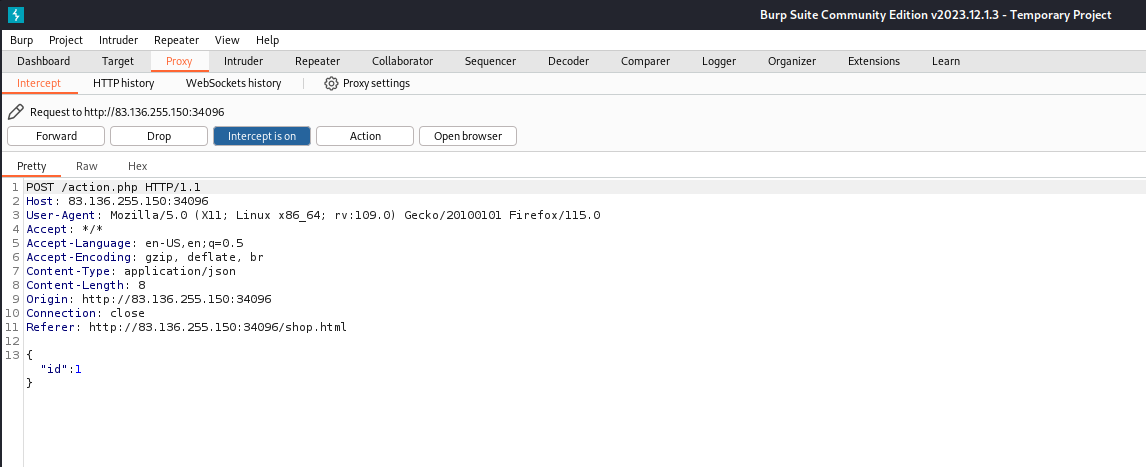 Burp Suite Community Edition v2023.12.1.3 - Temporary Project
Burp Project Intruder Repeater View Help
Dashboard Target Proxy Intruder Repeater Collaborator Sequencer Decoder Comparer Logger Organizer Extensions Learn
Intercept HTTP history WebSockets history Proxy settings
Request to http://83.136.255.150:34096
Forward Drop Intercept is on Action Open browser
Pretty Raw Hex
1 POST /action.php HTTP/1.1
2 Host: 83.136.255.150:34096
3 User-Agent: Mozilla/5.0 (X11; Linux x86_64; rv:109.0) Gecko/20100101 Firefox/115.0
4 Accept: */*
5 Accept-Language: en-US,en;q=0.5
6 Accept-Encoding: gzip, deflate, br
7 Content-Type: application/json
8 Content-Length: 8
9 Origin: http://83.136.255.150:34096
10 Connection: close
11 Referer: http://83.136.255.150:34096/shop.html
12
13 {
"id":1
}